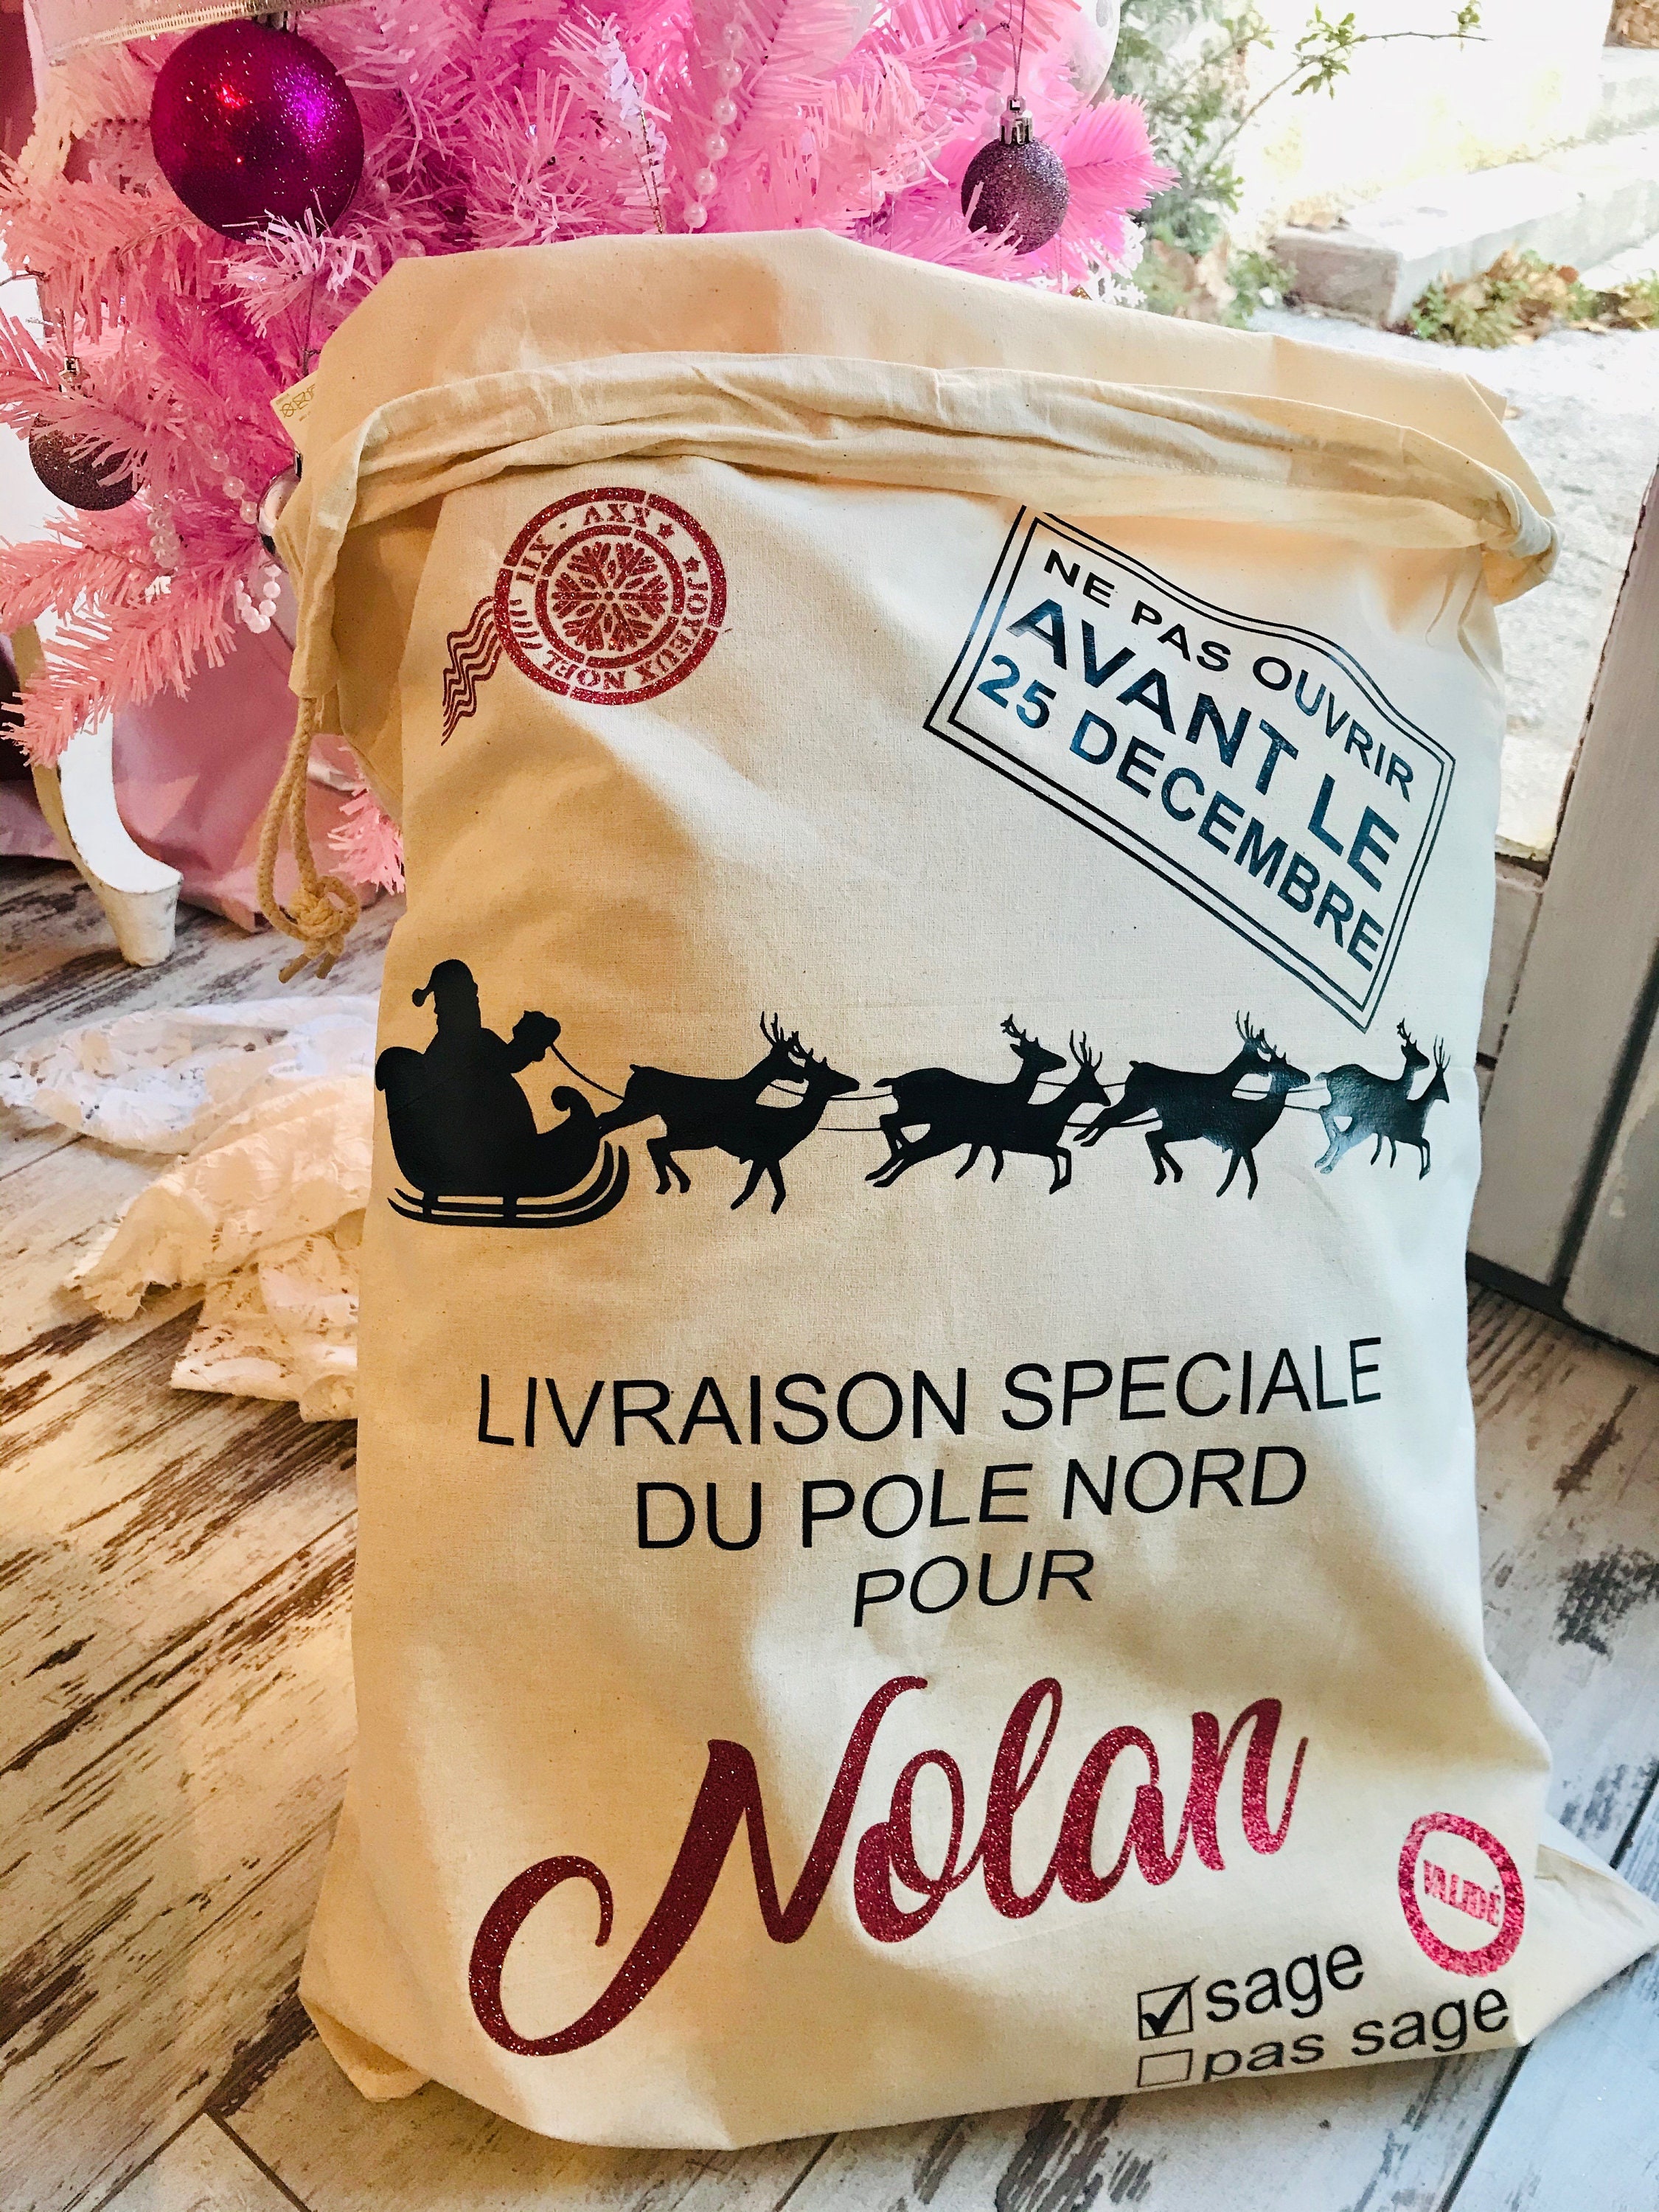 XII · XXV
JOYEUX NOEL
NE PAS OUVRIR
AVANT LE
25 DECEMBRE
LIVRAISON SPECIALE
DU POLE NORD
POUR
Nolan
VALIDÉ
sage
pas sage